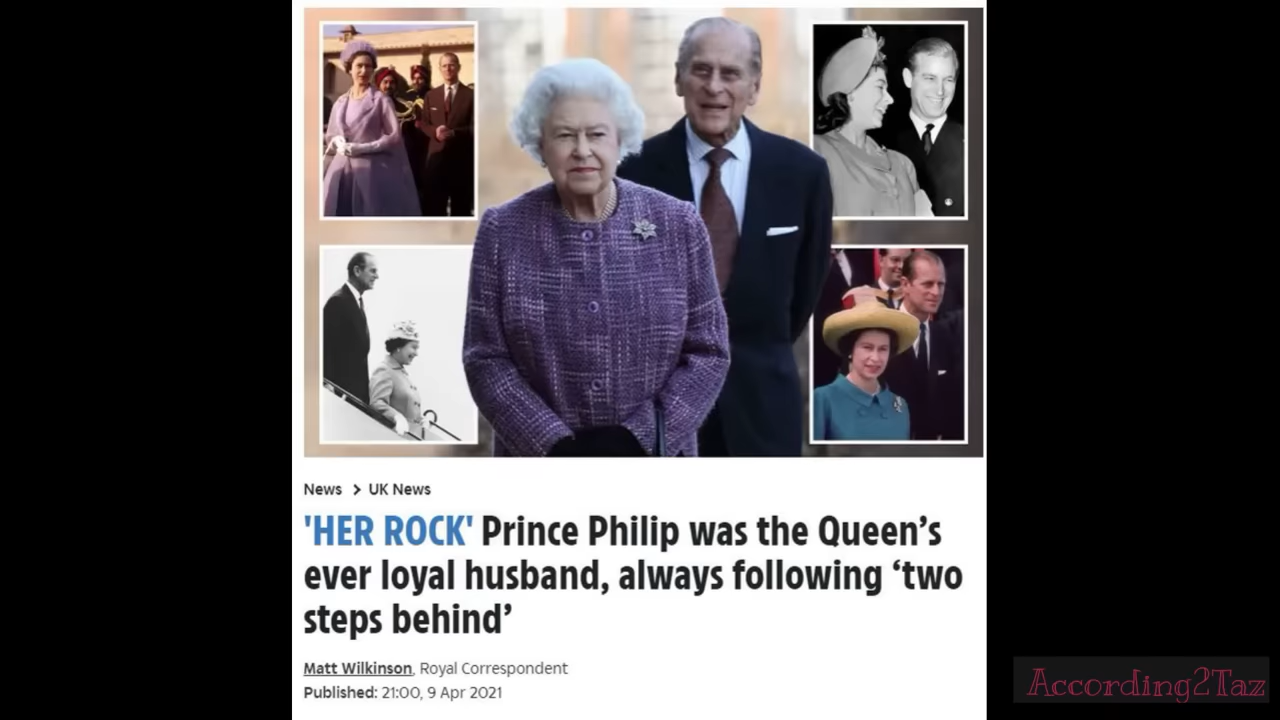 News > UK News
'HER ROCK' Prince Philip was the Queen’s
ever loyal husband, always following ‘two
steps behind’
Matt Wilkinson, Royal Correspondent
Published: 21:00, 9 Apr 2021
According2Taz